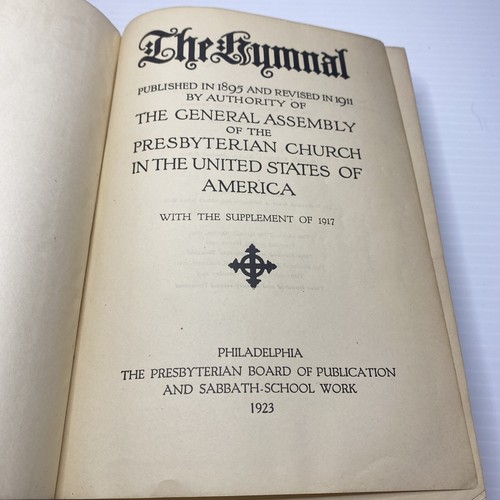 The Hymnal
PUBLISHED IN 1895 AND REVISED IN 1911
BY AUTHORITY OF
THE GENERAL ASSEMBLY
OF THE
PRESBYTERIAN CHURCH
IN THE UNITED STATES OF
AMERICA
WITH THE SUPPLEMENT OF 1917
PHILADELPHIA
THE PRESBYTERIAN BOARD OF PUBLICATION
AND SABBATH-SCHOOL WORK
1923